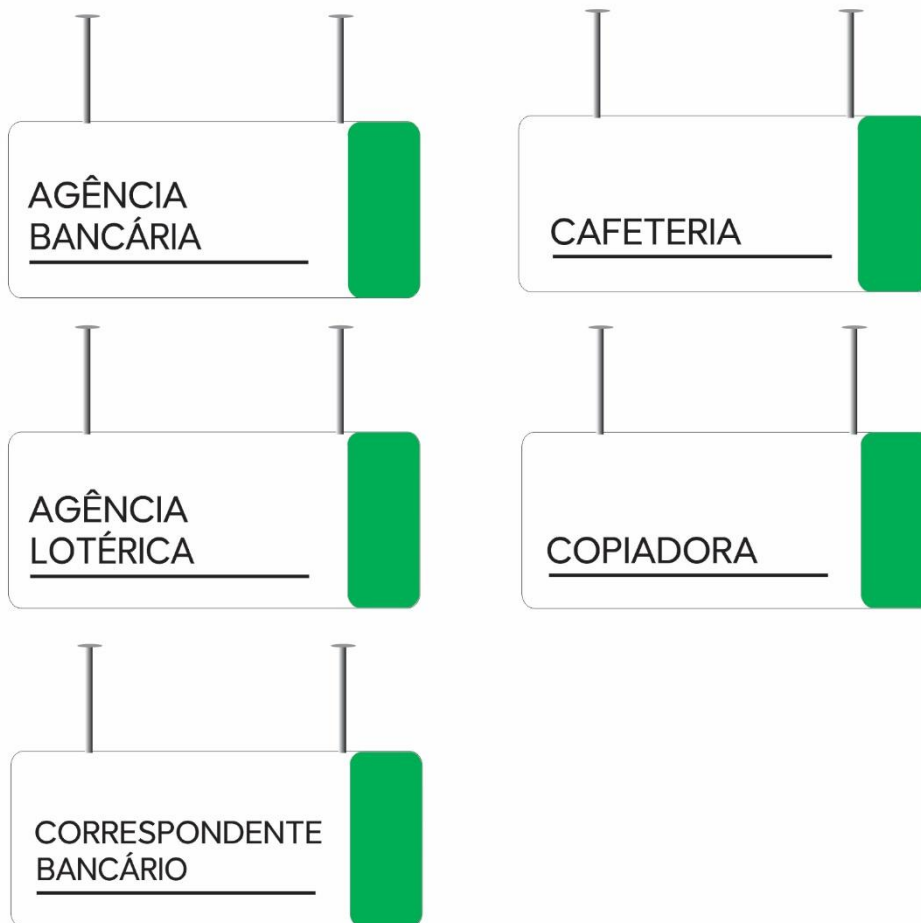 AGÊNCIA
BANCÁRIA
CAFETERIA
AGÊNCIA
LOTÉRICA
COPIADORA
CORRESPONDENTE
BANCÁRIO